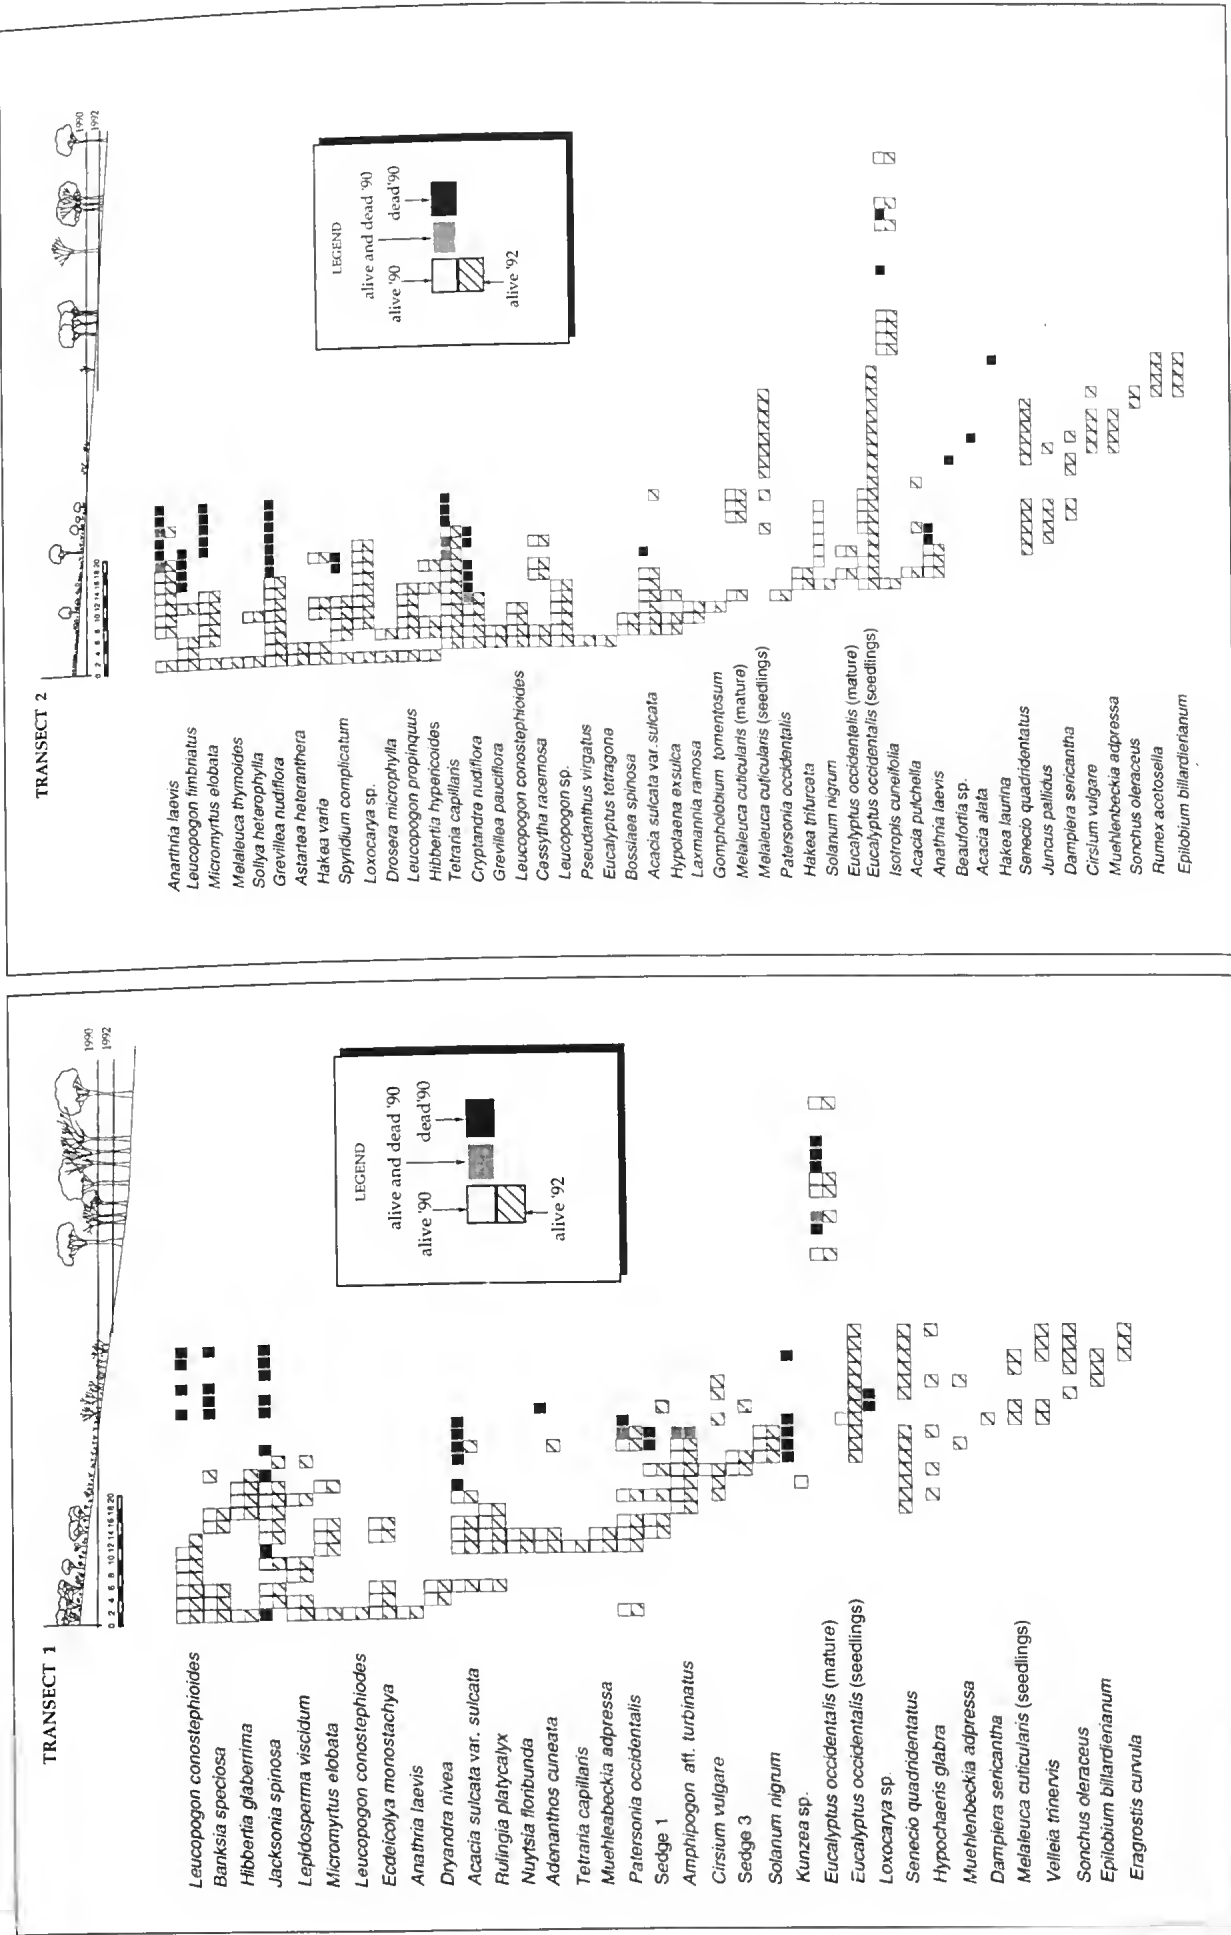 TRANSECT 1
1990
1992
0 2 4 6 8 10 12 14 16 18 20
LEGEND
alive and dead '90
alive '90
dead'90
alive '92
Leucopogon conostephioides
Banksia speciosa
Hibbertia glaberrima
Jacksonia spinosa
Lepidosperma viscidum
Micromyrtus elobata
Leucopogon conostephiodes
Ecdeicolya monostachya
Anathria laevis
Dryandra nivea
Acacia sulcata var. sulcata
Rulingia platycalyx
Nuytsia floribunda
Adenanthos cuneata
Tetraria capillaris
Muehleabeckia adpressa
Patersonia occidentalis
Sedge 1
Amphipogon aff. turbinatus
Cirsium vulgare
Sedge 3
Solanum nigrum
Kunzea sp.
Eucalyptus occidentalis (mature)
Eucalypotus occidentalis (seedlings)
Loxocarya sp.
Senecio quadridentatus
Hypochaeris glabra
Muehlenbeckia adpressa
Dampiera sericantha
Melaleuca cuticularis (seedlings)
Velleia trinervis
Sonchus oleraceus
Epilobium billardierianum
Eragrostis curvula
TRANSECT 2
1990
1992
0 2 4 6 8 10 12 14 16 18 20
LEGEND
alive and dead '90
alive '90
dead'90
alive '92
Anarthria laevis
Leucopogon fimbriatus
Micromyrtus elobata
Melaleuca thymoides
Sollya heterophylla
Grevillea nudiflora
Astartea heteranthera
Hakea varie
Spyridium complicatum
Loxocarya sp.
Drosera microphylla
Leucopogon propinquus
Hibbertia hypericoides
Tetraria capillaris
Cryptandra nudiflora
Grevillea pauciflora
Leucopogon conostephioides
Cassytha racemosa
Leucopogon sp.
Pseudanthus virgatus
Eucalyptus tetragona
Bossiaea spinosa
Acacia sulcata var. sulcata
Hypolaena exsulca
Laxmannia ramosa
Gompholobium tomentosum
Melaleuca cuticularis (mature)
Melaleuca cuticularis (seedlings)
Patersonia occidentalis
Hakea trifurcata
Solanum nigrum
Eucalyptus occidentalis (mature)
Eucalyptus occidentalis (seedlings)
Isotropis cuneifolia
Acacia pulchella
Anathria laevis
Beaufortia sp.
Acacia alata
Hakea laurina
Senecio quadridentatus
Juncus pallidus
Dampiera sericantha
Cirsium vulgare
Muehlenbeckia adpressa
Sonchus oleraceus
Rumex acetosella
Epilobium billardierianum